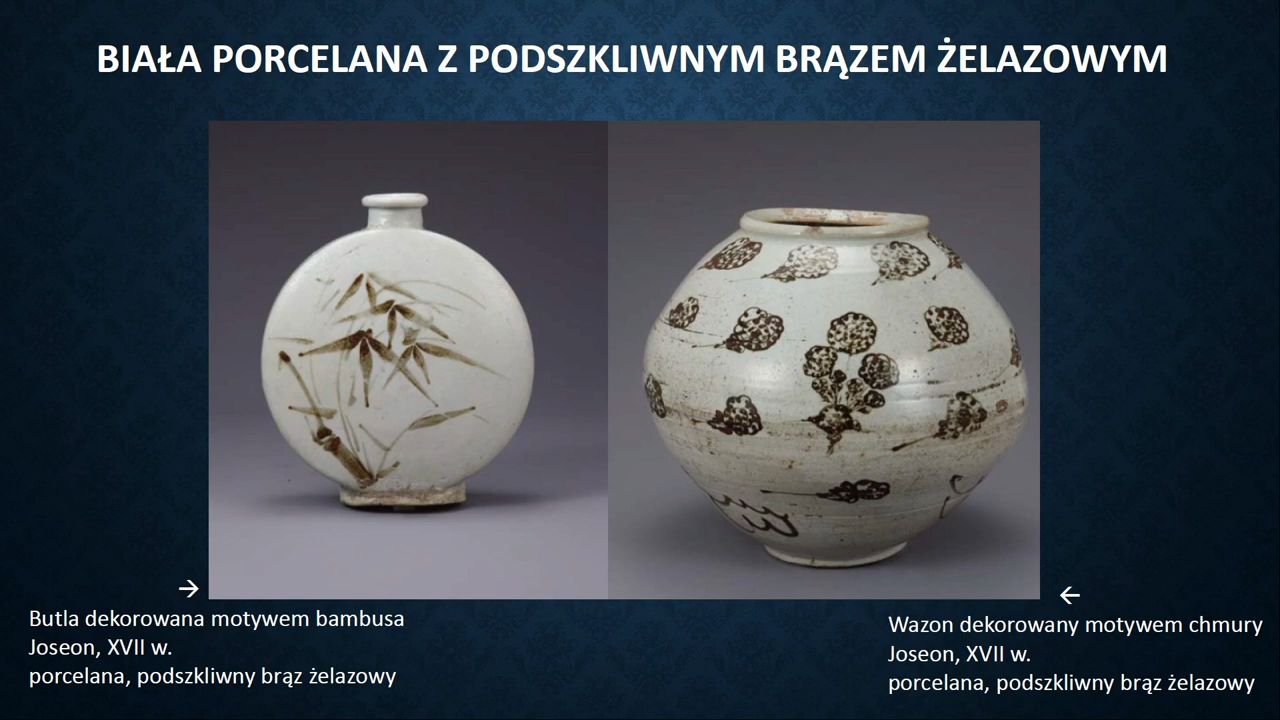 BIAŁA PORCELANA Z PODSZKLIWNYM BRĄZEM ŻELAZOWYM
→
Butla dekorowana motywem bambusa
Joseon, XVII w.
porcelana, podszkliwny brąz żelazowy
←
Wazon dekorowany motywem chmury
Joseon, XVII w.
porcelana, podszkliwny brąz żelazowy